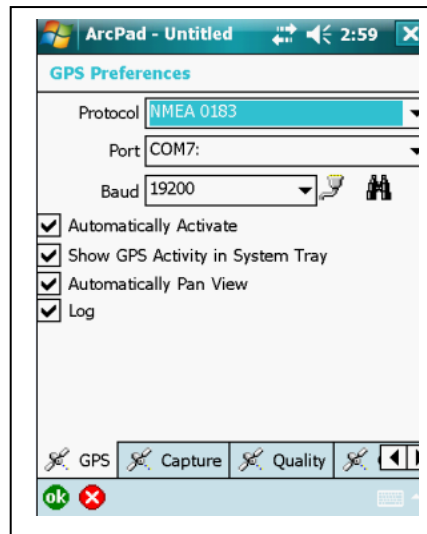 ArcPad - Untitled 2:59
GPS Preferences
Protocol NMEA 0183
Port COM7:
Baud 19200
Automatically Activate
Show GPS Activity in System Tray
Automatically Pan View
Log
GPS Capture Quality
ok